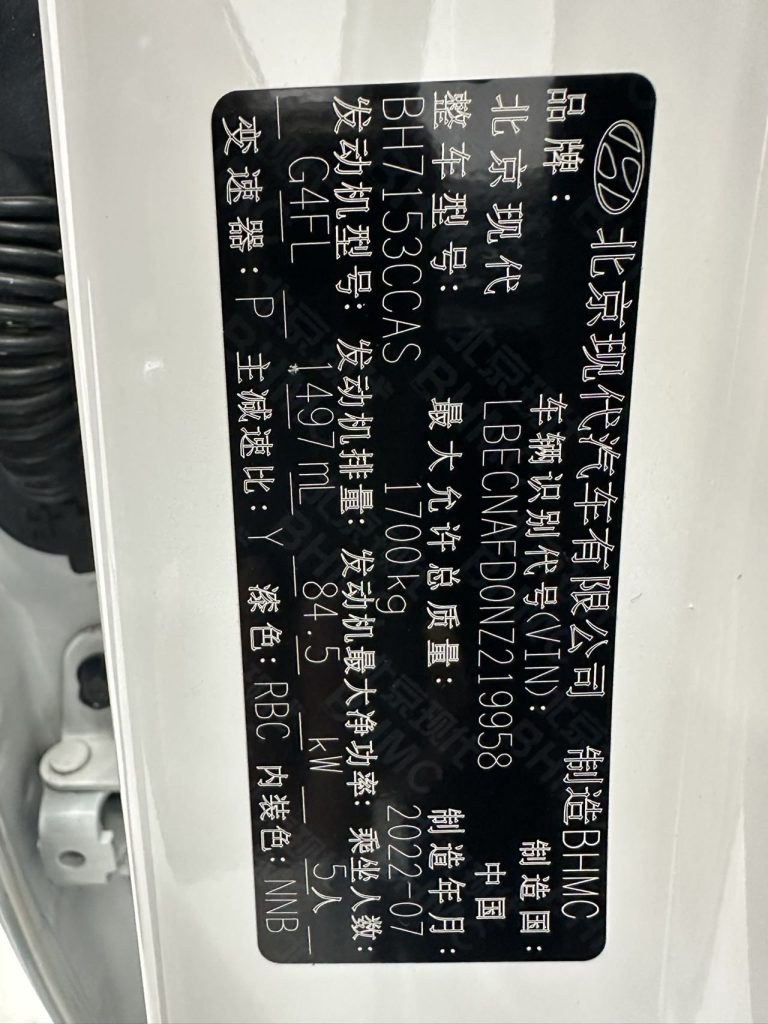 北京现代汽车有限公司 制造BHMC
品牌: 车辆识别代号(VIN): 制造国:
北京现代 LBECNAFD0NZ219958 中国
整车型号: 最大允许总质量: 制造年月:
BH7153CCAS 1700kg 2022-07
发动机型号: 发动机排量: 发动机最大净功率: 乘坐人数:
G4FL 1497mL 84.5 kW 5人
变速器: P 主减速比: Y 漆色: RBC 内装色: NNB